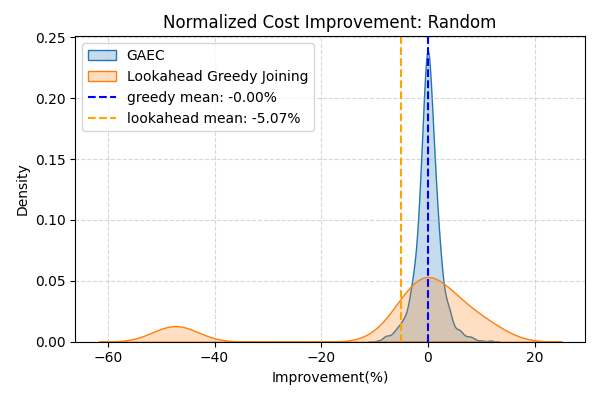 Normalized Cost Improvement: Random
GAEC
Lookahead Greedy Joining
greedy mean: -0.00%
lookahead mean: -5.07%
Density
0.25
0.20
0.15
0.10
0.05
0.00
−60
−40
−20
0
20
Improvement(%)